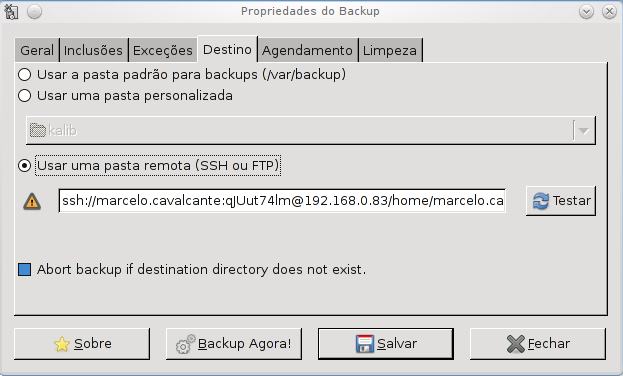 Propriedades do Backup
Geral Inclusões Exceções Destino Agendamento Limpeza
Usar a pasta padrão para backups (/var/backup)
Usar uma pasta personalizada
kalib
Usar uma pasta remota (SSH ou FTP)
ssh://marcelo.cavalcante:qJUut74lm@192.168.0.83/home/marcelo.ca Testar
Abort backup if destination directory does not exist.
Sobre Backup Agora! Salvar Fechar